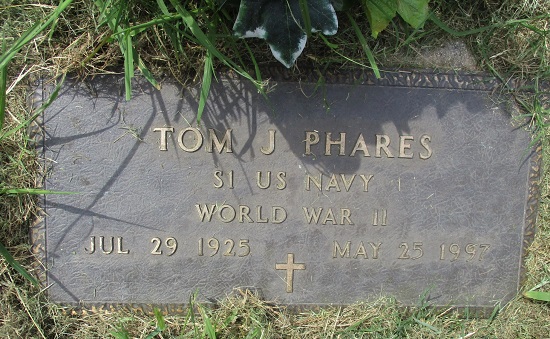 TOM J PHARES
S1 US NAVY
WORLD WAR II
JUL 29 1925 MAY 25 1997